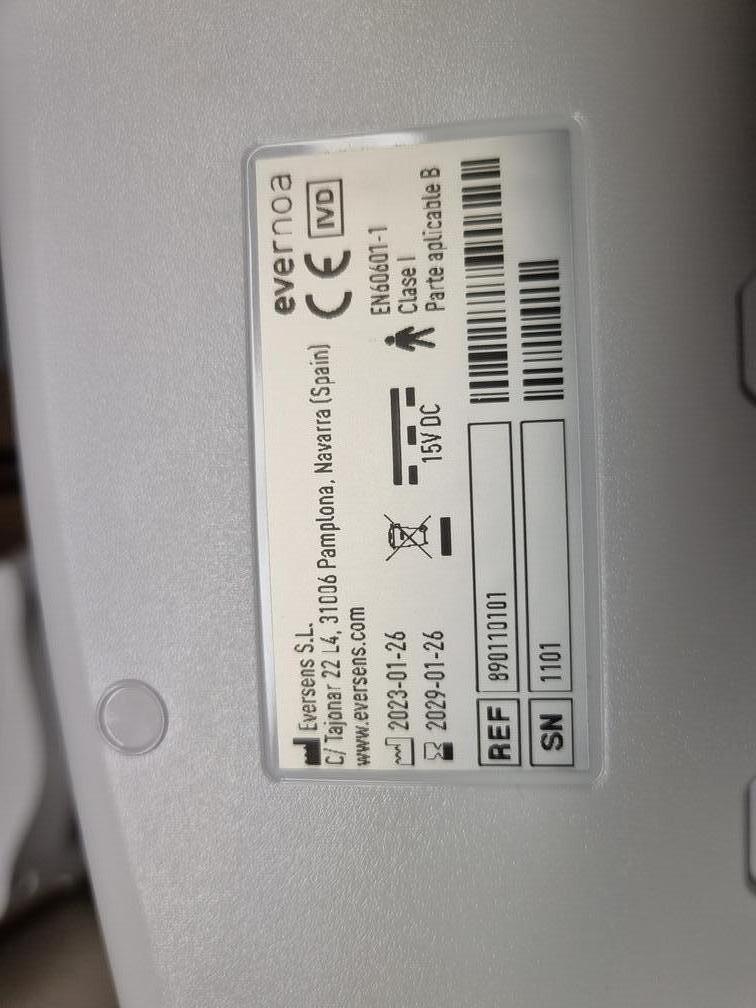 Eversens S.L.
C/ Tajonar 22 L4, 31006 Pamplona, Navarra (Spain)
www.eversens.com
evernoa
CE IVD
2023-01-26
2029-01-26
15V DC
EN60601-1
Clase I
Parte aplicable B
REF 890110101
SN 1101